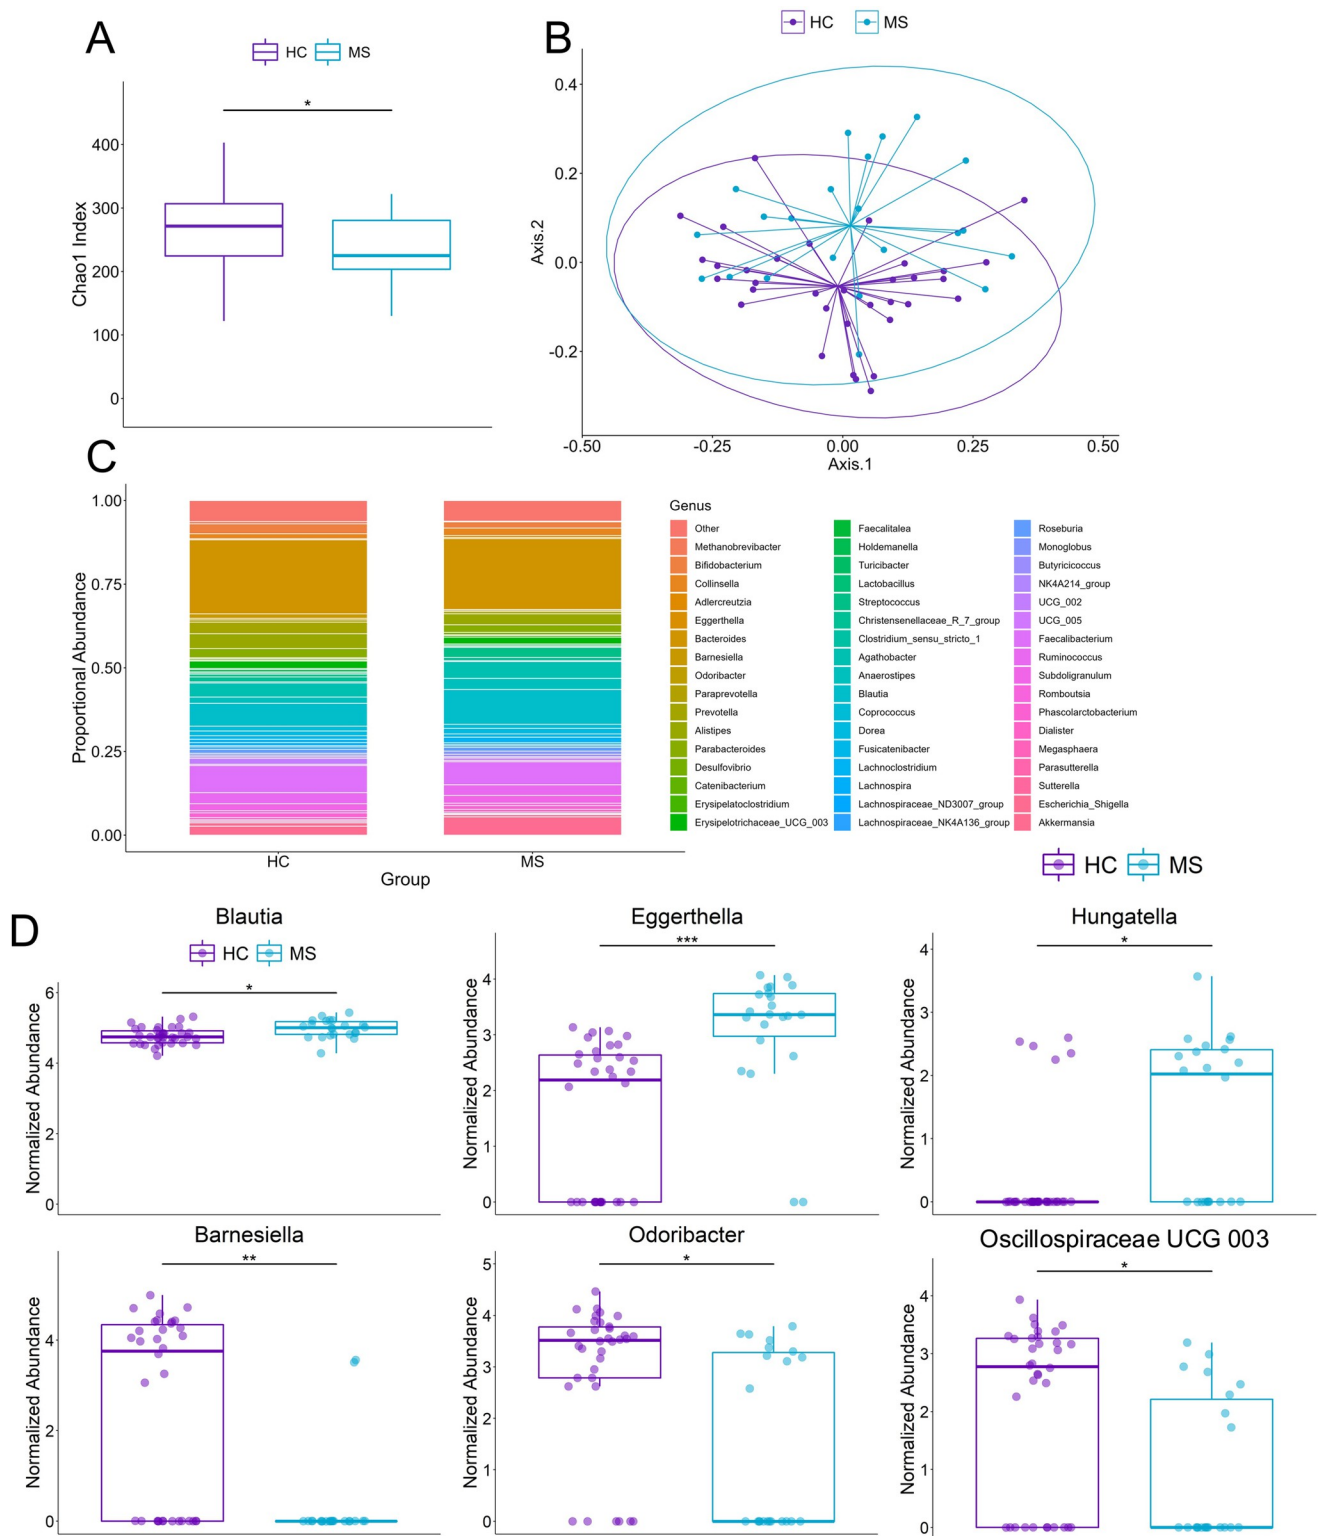 A
HC MS
*
Chao1 Index
400
300
200
100
0
B
HC MS
Axis.2
0.4
0.2
0.0
-0.2
-0.50 -0.25 0.00 0.25 0.50
Axis.1
C
Proportional Abundance
1.00
0.75
0.50
0.25
0.00
HC MS
Group
Genus
Other
Methanobrevibacter
Bifidobacterium
Collinsella
Adlercreutzia
Eggerthella
Bacteroides
Barnesiella
Odoribacter
Paraprevotella
Prevotella
Alistipes
Parabacteroides
Desulfovibrio
Catenibacterium
Erysipelatoclostridium
Erysipelotrichaceae_UCG_003
Faecalitalea
Holdemanella
Turicibacter
Lactobacillus
Streptococcus
Christensenellaceae_R_7_group
Clostridium_sensu_stricto_1
Agathobacter
Anaerostipes
Blautia
Coprococcus
Dorea
Fusicatenibacter
Lachnoclostridium
Lachnospira
Lachnospiraceae_ND3007_group
Lachnospiraceae_NK4A136_group
Roseburia
Monoglobus
Butyricicoccus
NK4A214_group
UCG_002
UCG_005
Faecalibacterium
Ruminococcus
Subdoligranulum
Romboutsia
Phascolarctobacterium
Dialister
Megasphaera
Parasutterella
Sutterella
Escherichia_Shigella
Akkermansia
HC MS
D
Blautia
HC MS
*
Normalized Abundance
6
4
2
0
Eggerthella
***
Normalized Abundance
4
3
2
1
0
Hungatella
*
Normalized Abundance
4
3
2
1
0
Barnesiella
**
Normalized Abundance
4
2
0
Odoribacter
*
Normalized Abundance
5
4
3
2
1
0
Oscillospiraceae UCG 003
*
Normalized Abundance
4
3
2
1
0